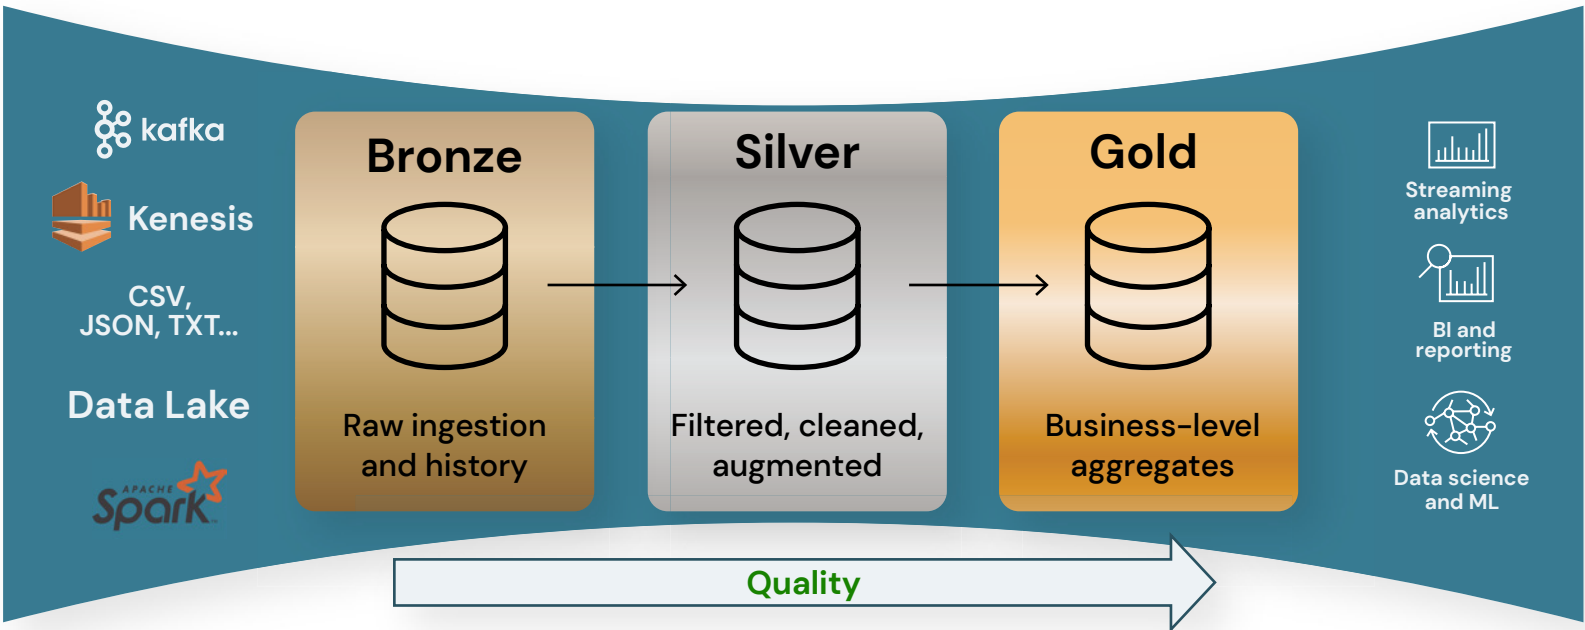 kafka
Kenesis
CSV,
JSON, TXT...
Data Lake
APACHE
Spark™
Bronze
Raw ingestion
and history
Silver
Filtered, cleaned,
augmented
Gold
Business-level
aggregates
Streaming
analytics
BI and
reporting
Data science
and ML
Quality